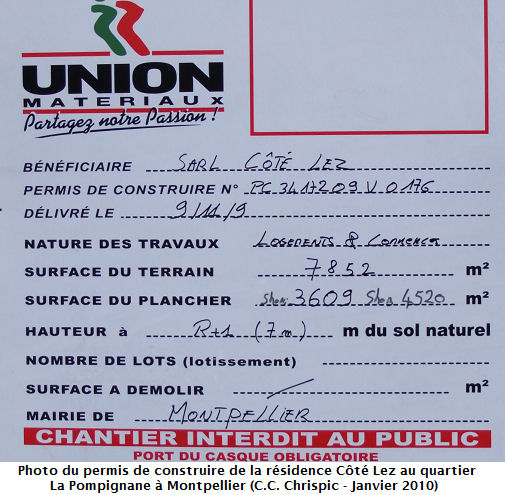 UNION
MATERIAUX
Partagez notre Passion !
BÉNÉFICIAIRE SARL CÔTÉ LEZ
PERMIS DE CONSTRUIRE N° PC 34172 09 V 0176
DÉLIVRÉ LE 9/11/9
NATURE DES TRAVAUX LOGEMENTS & COMMERCES
SURFACE DU TERRAIN 7852 m²
SURFACE DU PLANCHER Shon 3609 Shoa 4520 m²
HAUTEUR à R+1 (7m) m du sol naturel
NOMBRE DE LOTS (lotissement)
SURFACE A DEMOLIR m²
MAIRIE DE MONTPELLIER
CHANTIER INTERDIT AU PUBLIC
PORT DU CASQUE OBLIGATOIRE
Photo du permis de construire de la résidence Côté Lez au quartier
La Pompignane à Montpellier (C.C. Chrispic - Janvier 2010)